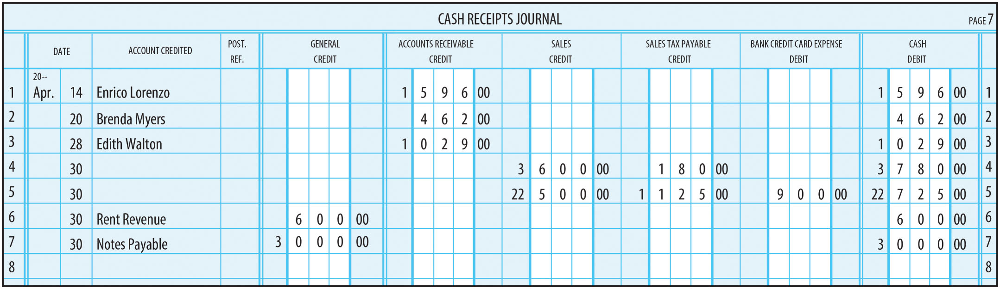 CASH RECEIPTS JOURNAL PAGE 7
DATE ACCOUNT CREDITED POST. REF. GENERAL CREDIT ACCOUNTS RECEIVABLE CREDIT SALES CREDIT SALES TAX PAYABLE CREDIT BANK CREDIT CARD EXPENSE DEBIT CASH DEBIT
20--
1 Apr. 14 Enrico Lorenzo 1 5 9 6 00 1 5 9 6 00 1
2 20 Brenda Myers 4 6 2 00 4 6 2 00 2
3 28 Edith Walton 1 0 2 9 00 1 0 2 9 00 3
4 30 3 6 0 0 00 1 8 0 00 3 7 8 0 00 4
5 30 22 5 0 0 00 1 1 2 5 00 9 0 0 00 22 7 2 5 00 5
6 30 Rent Revenue 6 0 0 00 6 0 0 00 6
7 30 Notes Payable 3 0 0 0 00 3 0 0 0 00 7
8 8